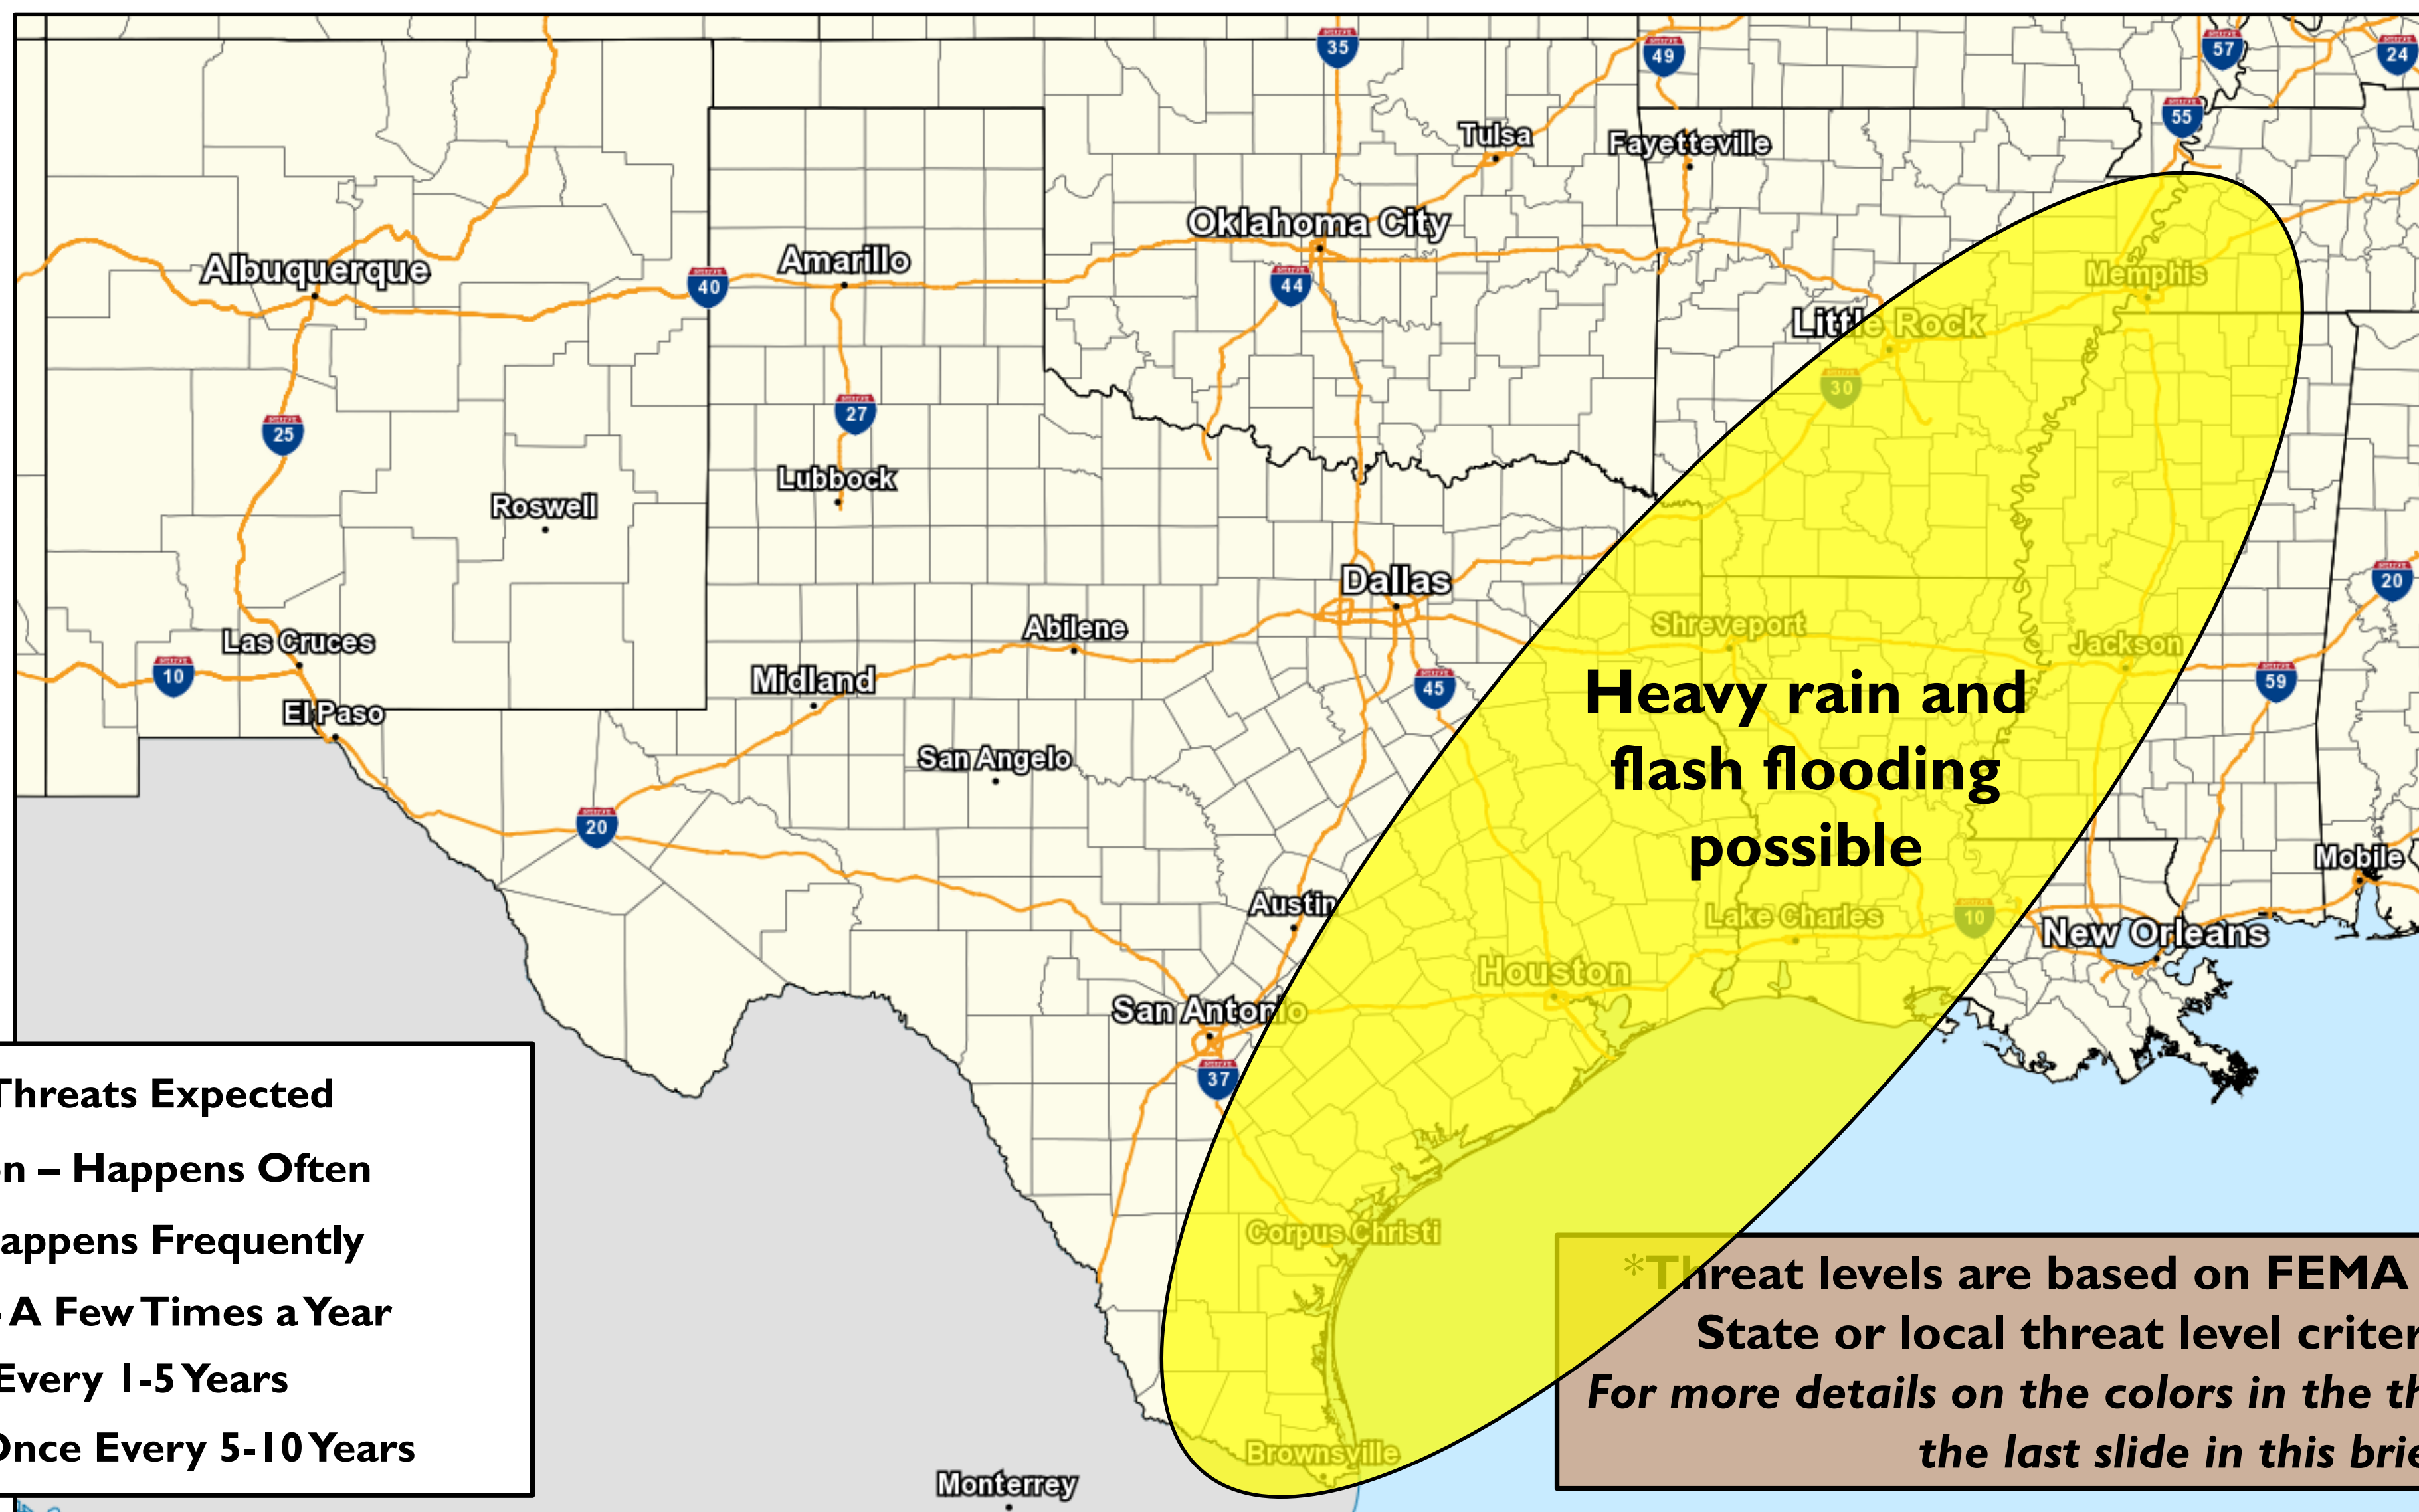 35
49
57
24
55
Tulsa
Fayetteville
Oklahoma City
Albuquerque
Amarillo
40
44
Memphis
Little Rock
30
27
25
Lubbock
Roswell
Dallas
20
Abilene
Shreveport
Las Cruces
Jackson
10
Midland
45
59
El Paso
Heavy rain and
flash flooding
possible
San Angelo
20
Mobile
Austin
Lake Charles
10
New Orleans
Houston
San Antonio
37
Corpus Christi
Brownsville
Monterrey
Threats Expected
n – Happens Often
appens Frequently
- A Few Times a Year
Every 1-5 Years
Once Every 5-10 Years
*Threat levels are based on FEMA
State or local threat level criter
For more details on the colors in the th
the last slide in this brie